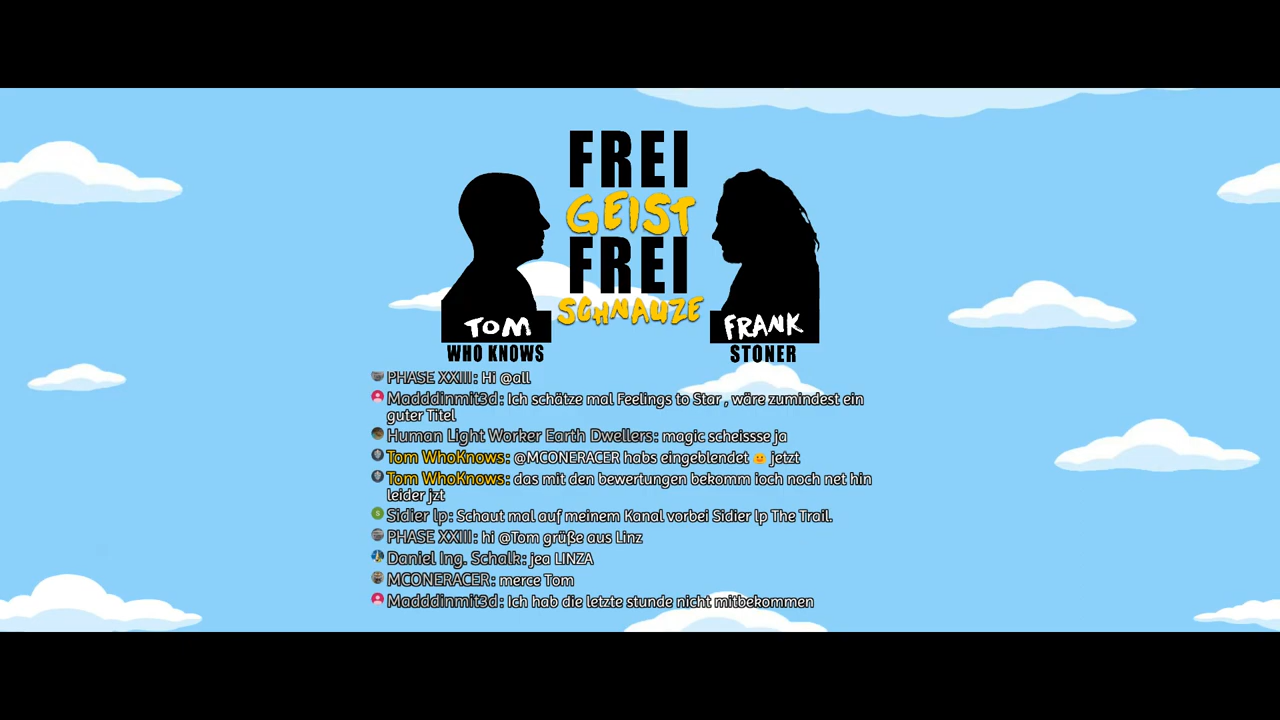 FREI
GEIST
FREI
SCHNAUZE
TOM
WHO KNOWS
FRANK
STONER
PHASE XXIII: Hi @all
Madddinmit3d: Ich schätze mal Feelings to Star , wäre zumindest ein
guter Titel
Human Light Worker Earth Dwellers: magic scheissse ja
Tom WhoKnows: @MCONERACER habs eingeblendet 🙂 jetzt
Tom WhoKnows: das mit den bewertungen bekomm ioch noch net hin
leider jzt
Sidier lp: Schaut mal auf meinem Kanal vorbei Sidier lp The Trail.
PHASE XXIII: hi @Tom grüße aus Linz
Daniel Ing. Schalk: jea LINZA
MCONERACER: merce Tom
Madddinmit3d: Ich hab die letzte stunde nicht mitbekommen